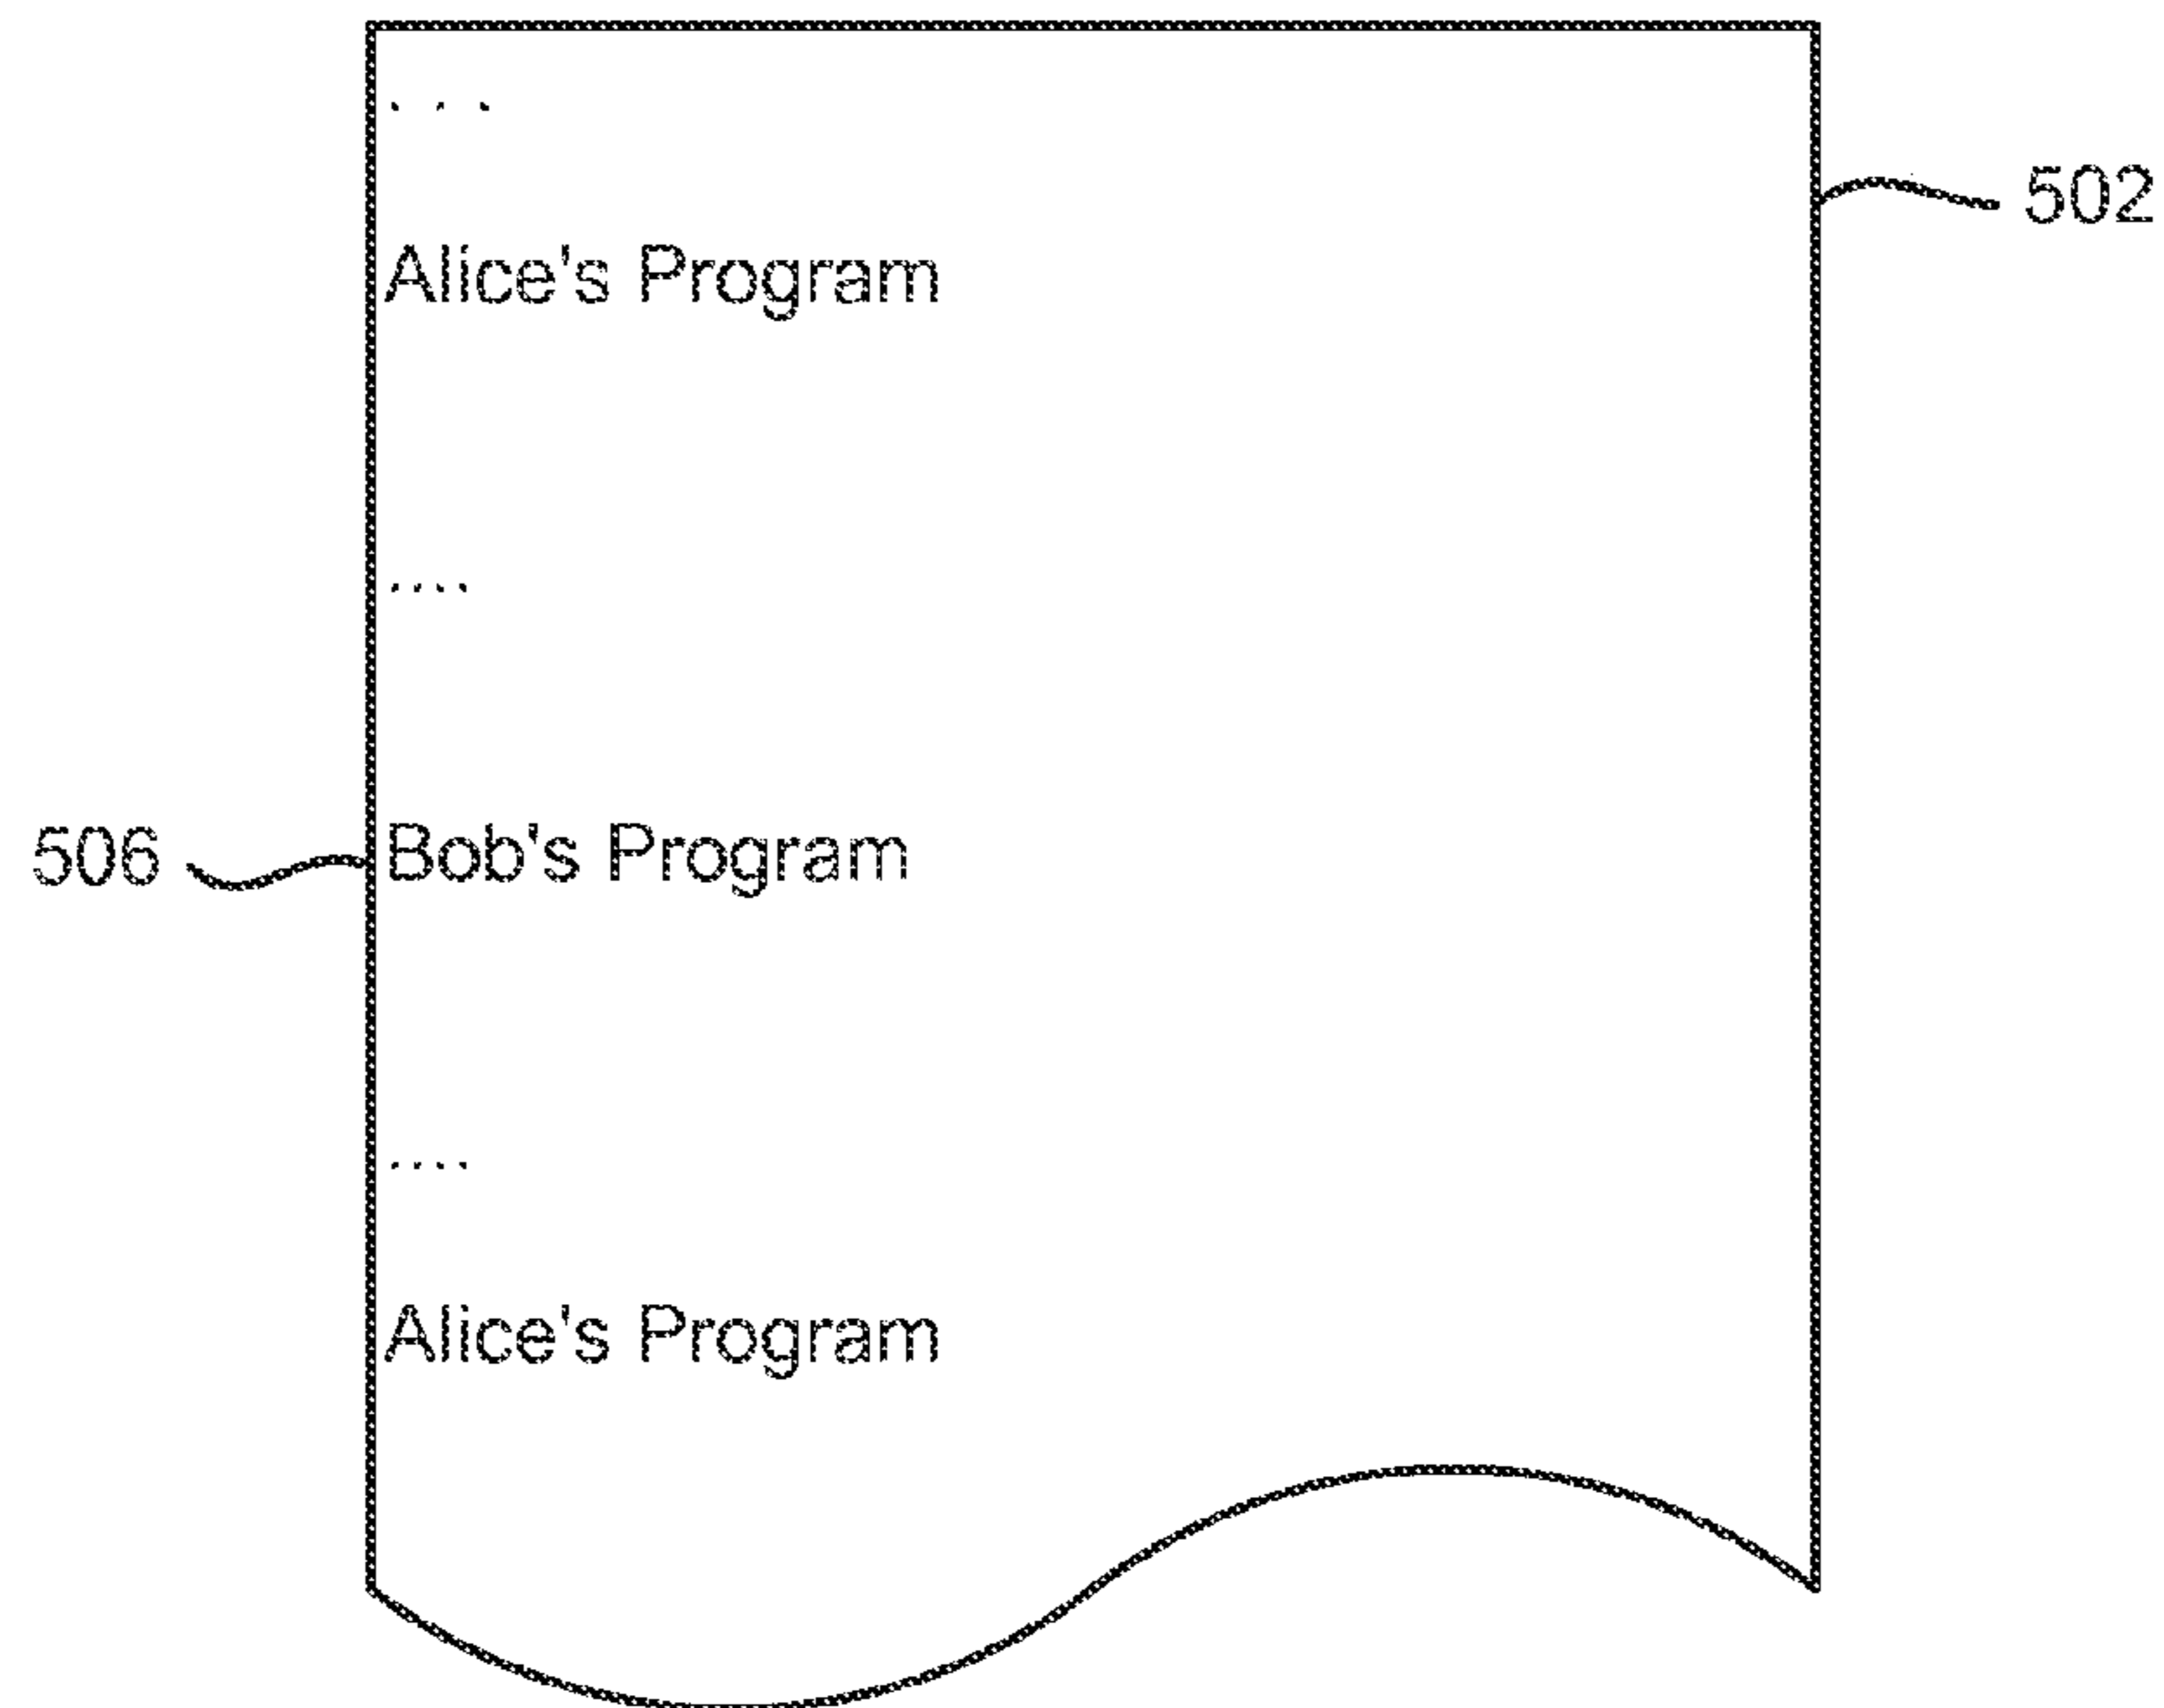 . . .
502
Alice's Program
....
506
Bob's Program
....
Alice's Program